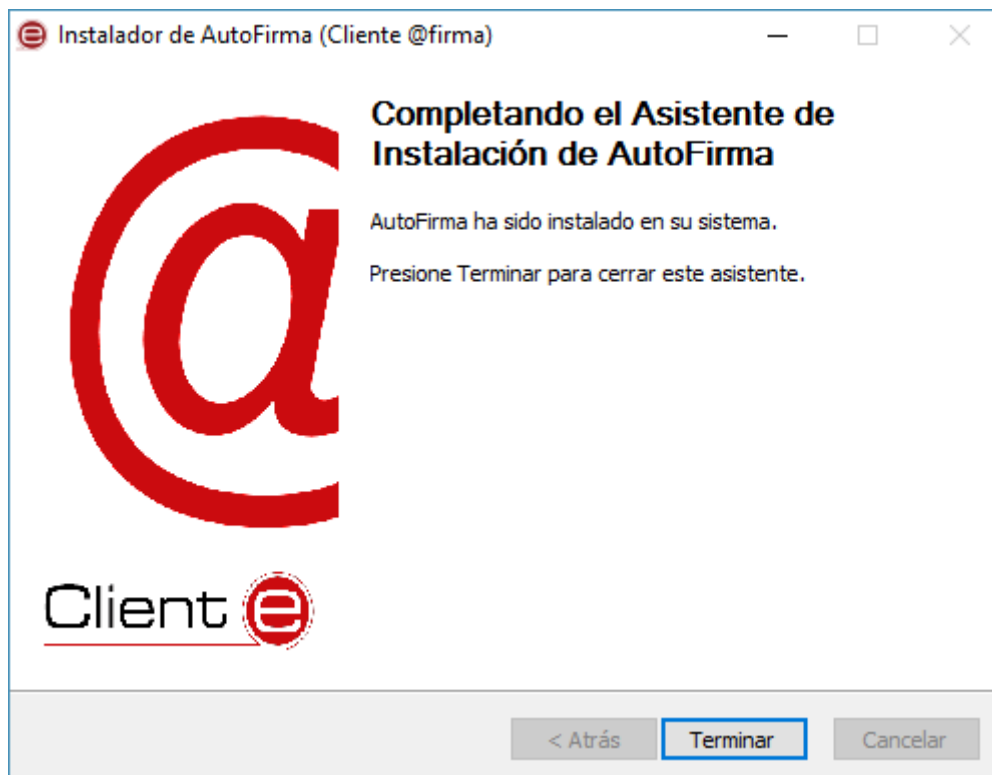 Instalador de AutoFirma (Cliente @firma)
Completando el Asistente de
Instalación de AutoFirma
AutoFirma ha sido instalado en su sistema.
Presione Terminar para cerrar este asistente.
@
Client e
< Atrás
Terminar
Cancelar